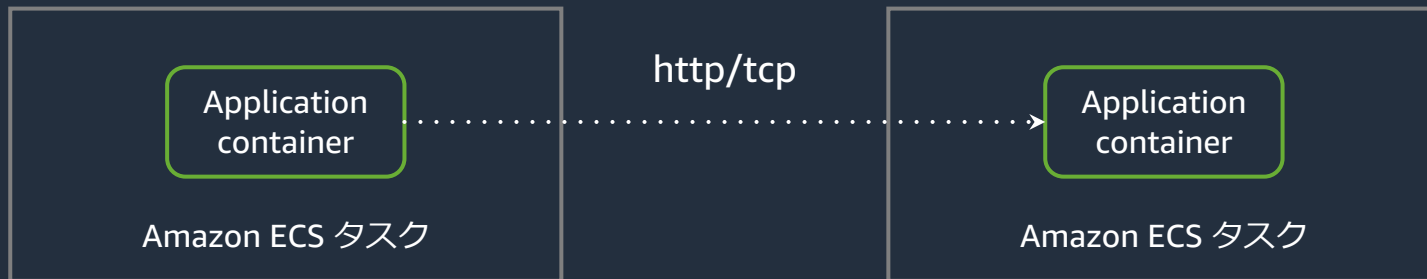 http/tcp
Application
container
Application
container
Amazon ECS タスク
Amazon ECS タスク